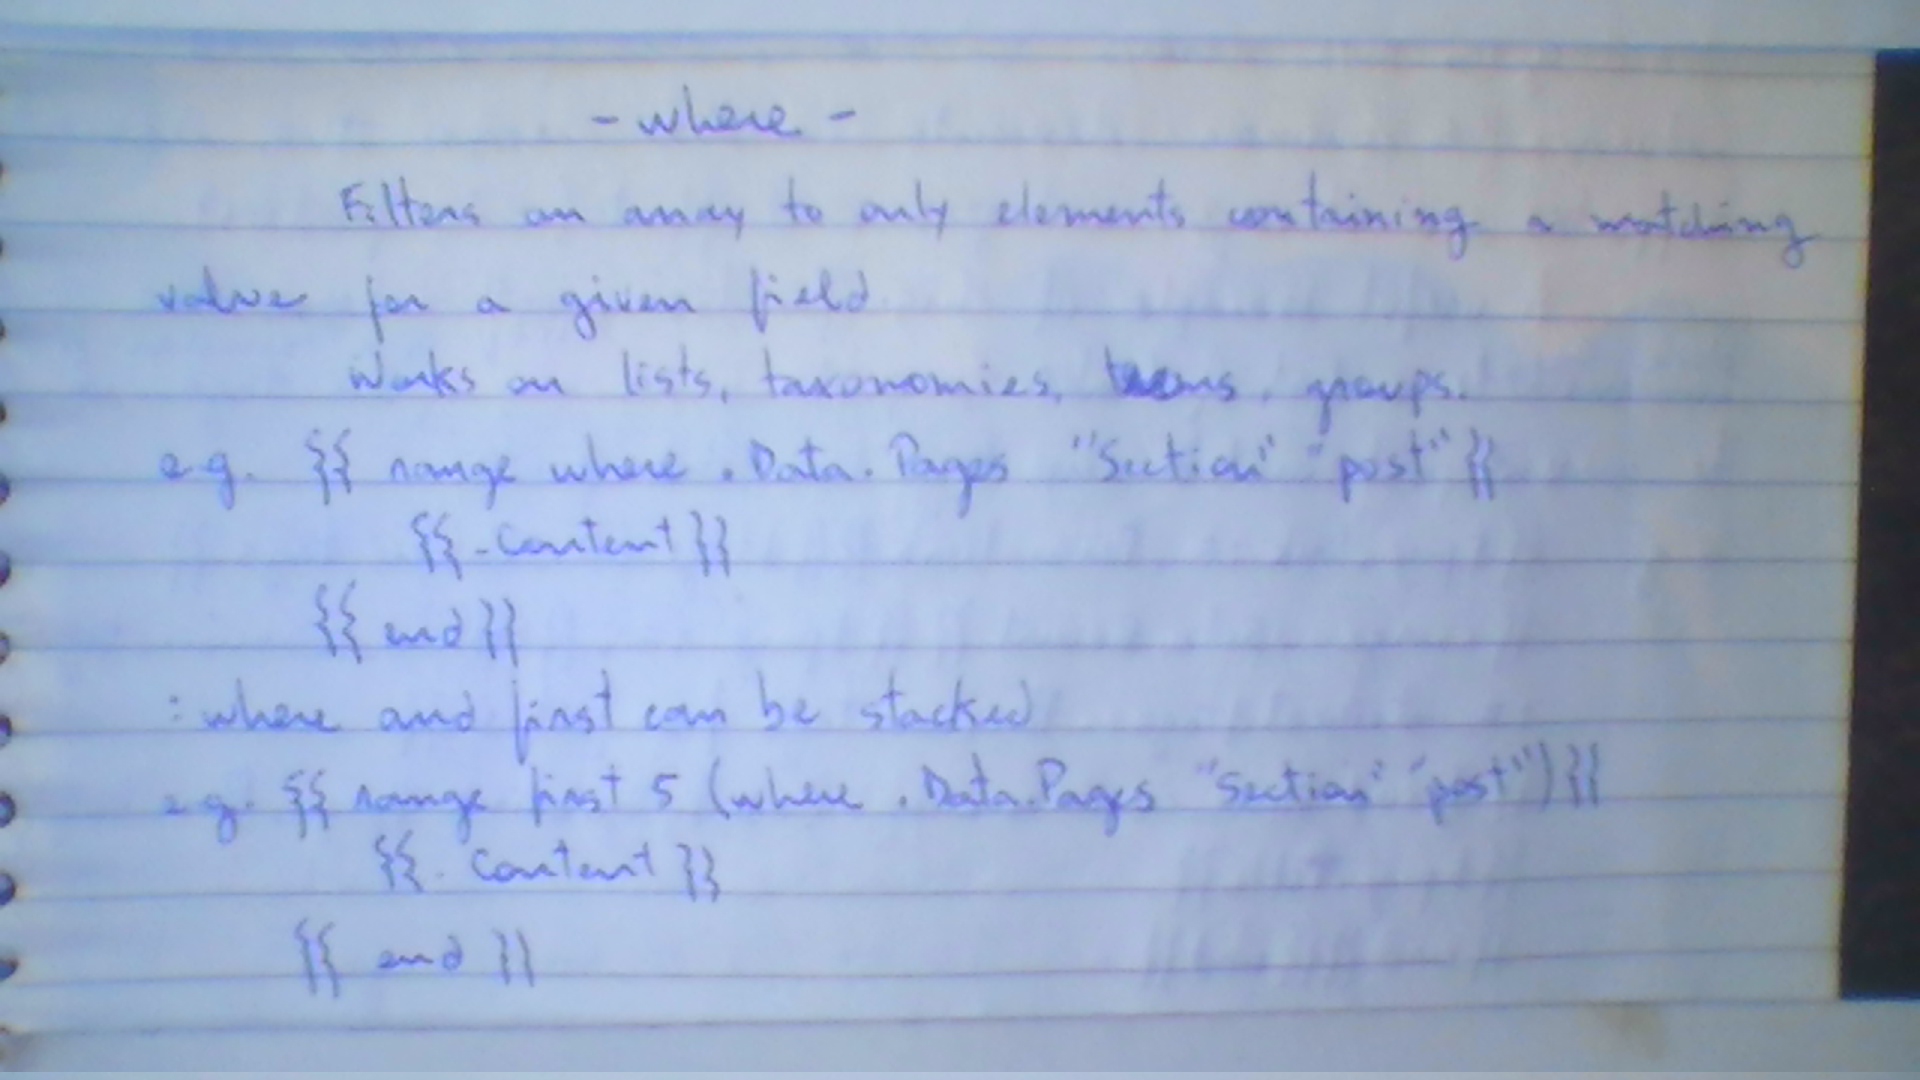 - where -
Filters an array to only elements containing a matching
value for a given field
Works on lists, taxonomies, terms, groups.
e.g. {{ range where .Data.Pages "Section" "post" }}
{{ .Content }}
{{ end }}
: where and first can be stacked
e.g. {{ range first 5 (where .Data.Pages "Section" "post") }}
{{ .Content }}
{{ end }}